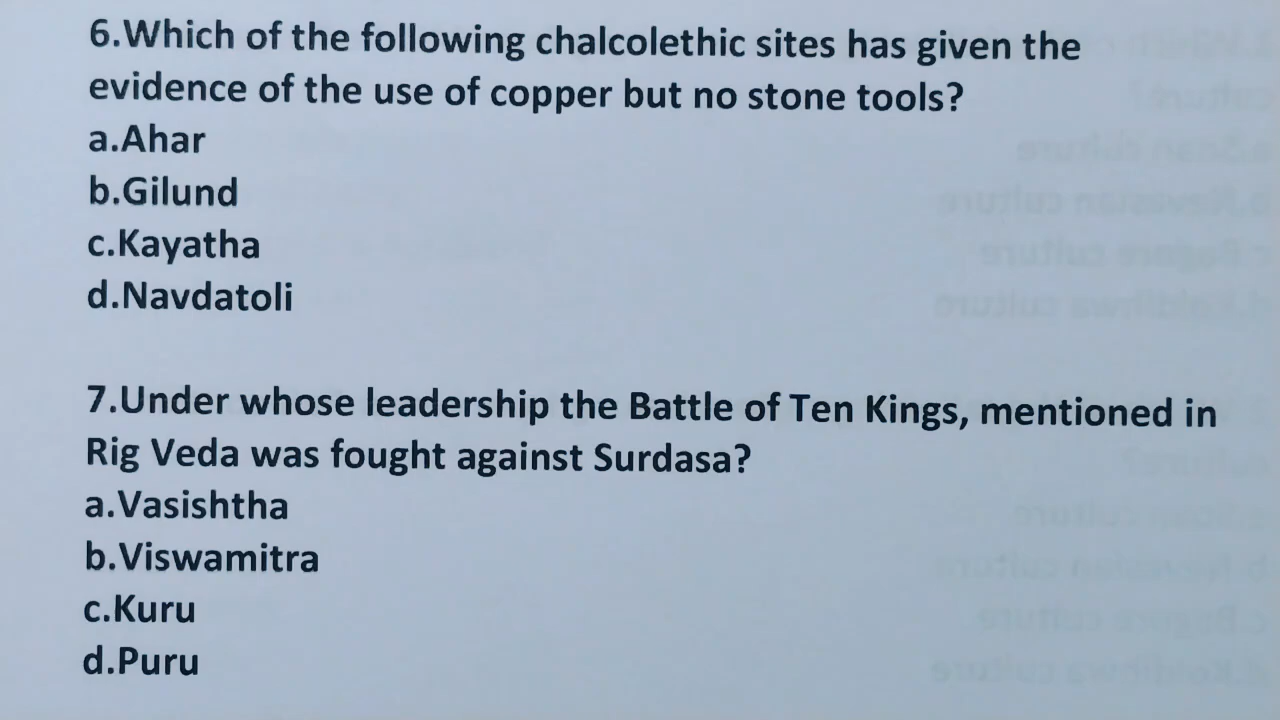 6.Which of the following chalcolethic sites has given the
evidence of the use of copper but no stone tools?
a.Ahar
b.Gilund
c.Kayatha
d.Navdatoli
7.Under whose leadership the Battle of Ten Kings, mentioned in
Rig Veda was fought against Surdasa?
a.Vasishtha
b.Viswamitra
c.Kuru
d.Puru